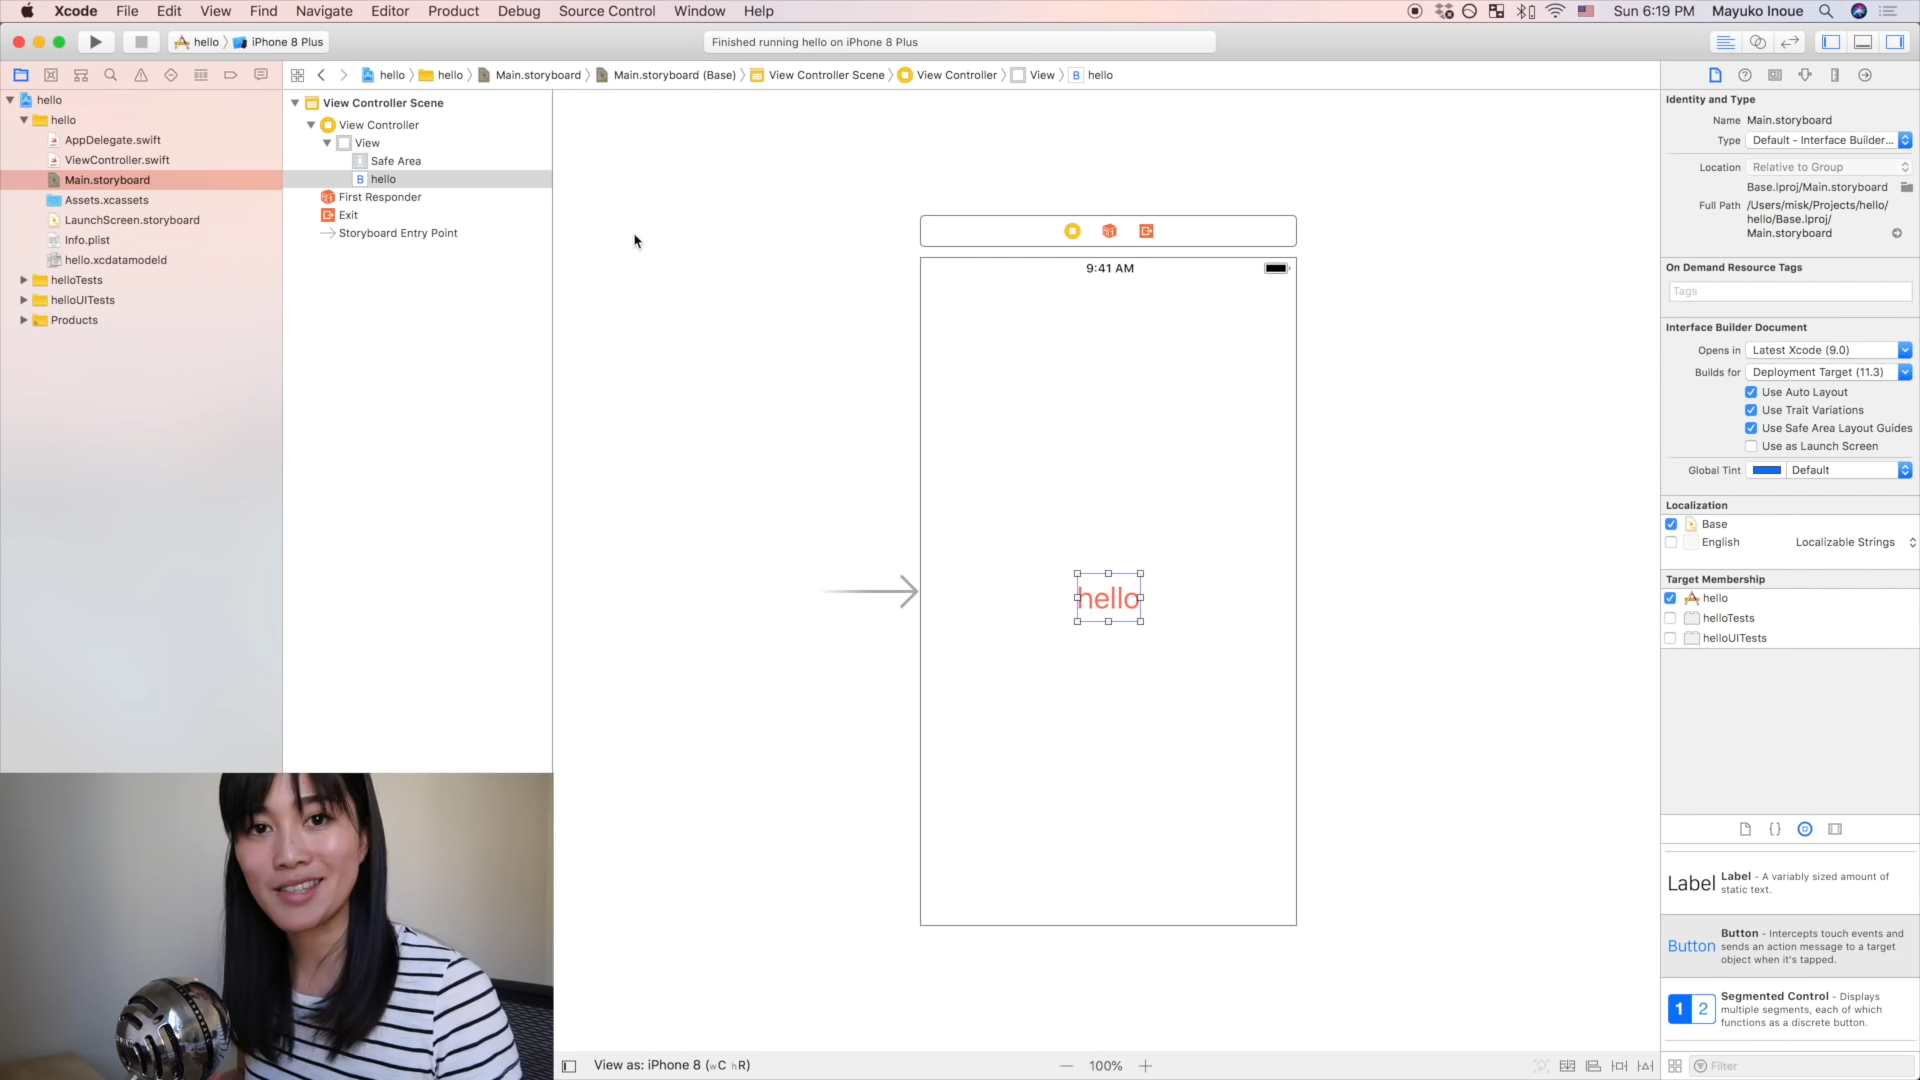 Xcode File Edit View Find Navigate Editor Product Debug Source Control Window Help
Sun 6:19 PM Mayuko Inoue
hello iPhone 8 Plus
Finished running hello on iPhone 8 Plus
hello hello Main.storyboard Main.storyboard (Base) View Controller Scene View Controller View B hello
hello
hello
AppDelegate.swift
ViewController.swift
Main.storyboard
Assets.xcassets
LaunchScreen.storyboard
Info.plist
hello.xcdatamodeld
helloTests
helloUITests
Products
View Controller Scene
View Controller
View
Safe Area
B hello
First Responder
Exit
Storyboard Entry Point
9:41 AM
hello
View as: iPhone 8 (wC hR)
100%
Identity and Type
Name Main.storyboard
Type Default - Interface Builder...
Location Relative to Group
Base.lproj/Main.storyboard
Full Path /Users/misk/Projects/hello/
hello/Base.lproj/
Main.storyboard
On Demand Resource Tags
Tags
Interface Builder Document
Opens in Latest Xcode (9.0)
Builds for Deployment Target (11.3)
Use Auto Layout
Use Trait Variations
Use Safe Area Layout Guides
Use as Launch Screen
Global Tint Default
Localization
Base
English Localizable Strings
Target Membership
hello
helloTests
helloUITests
{}
Label
Label - A variably sized amount of
static text.
Button
Button - Intercepts touch events and
sends an action message to a target
object when it's tapped.
1 2
Segmented Control - Displays
multiple segments, each of which
functions as a discrete button.
Filter